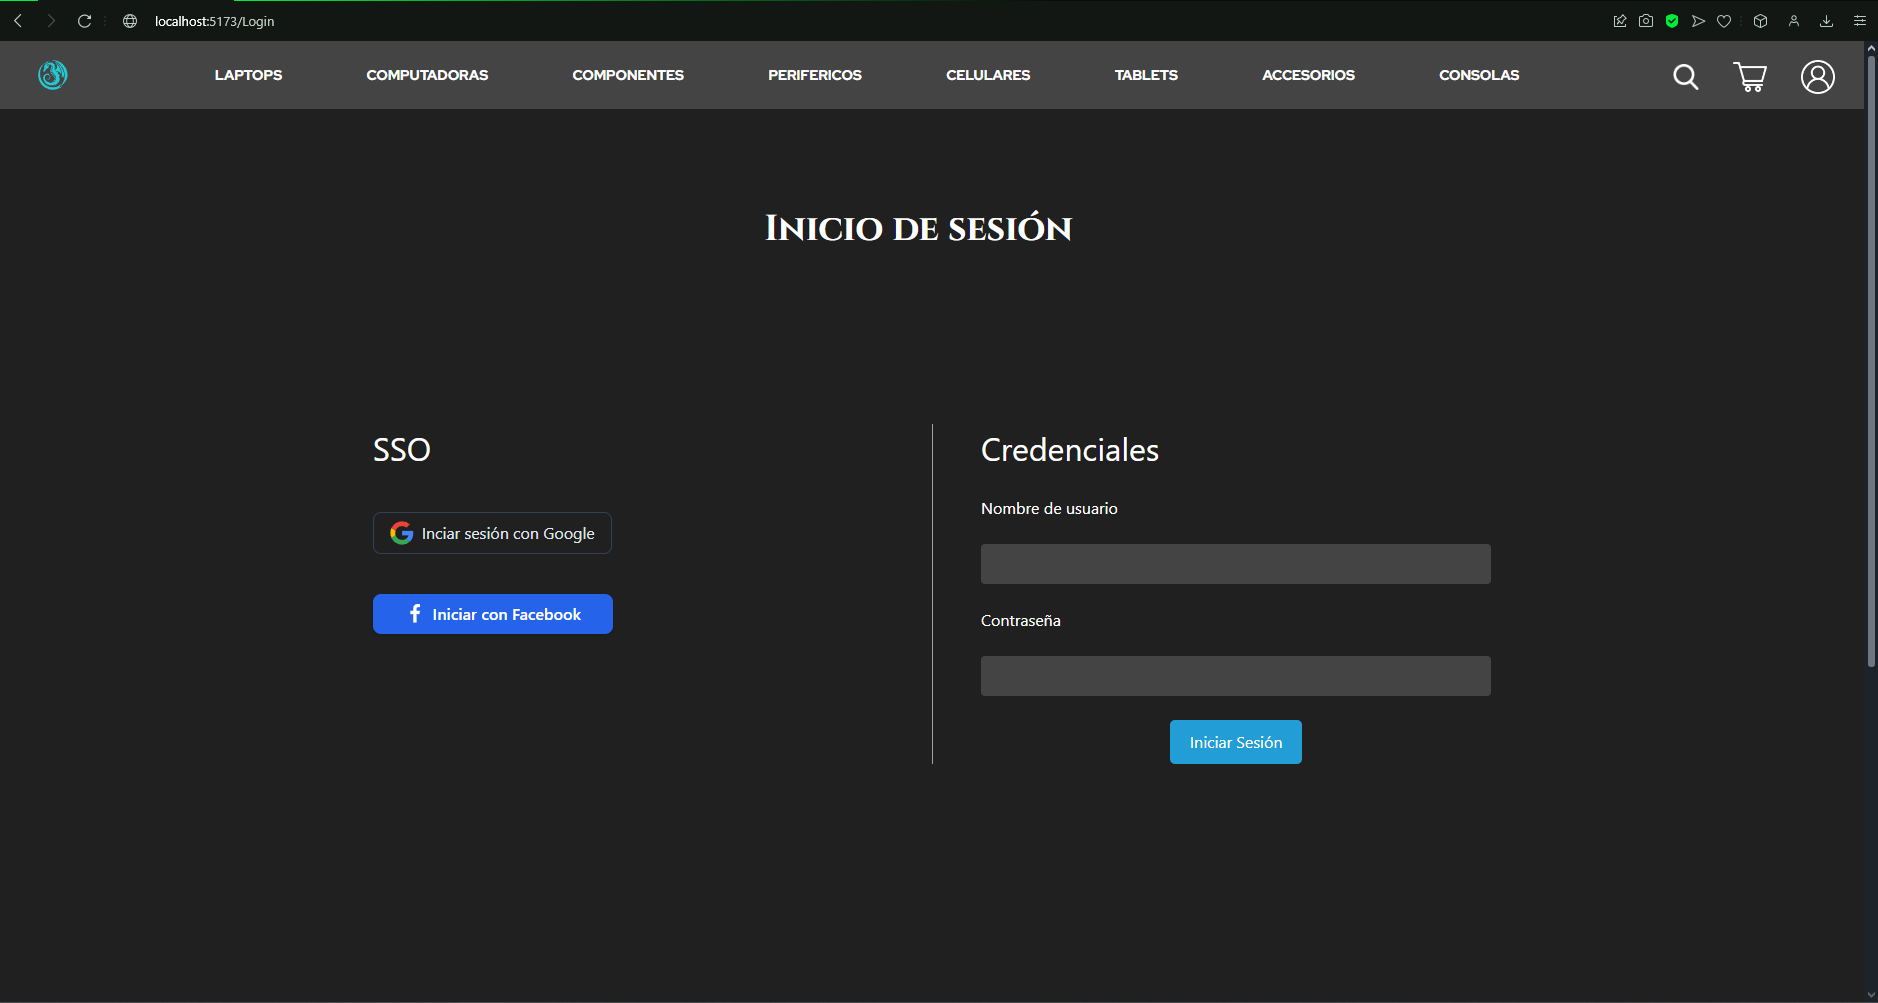 localhost:5173/Login
LAPTOPS COMPUTADORAS COMPONENTES PERIFERICOS CELULARES TABLETS ACCESORIOS CONSOLAS
Inicio de sesión
SSO
Inciar sesión con Google
Iniciar con Facebook
Credenciales
Nombre de usuario
Contraseña
Iniciar Sesión